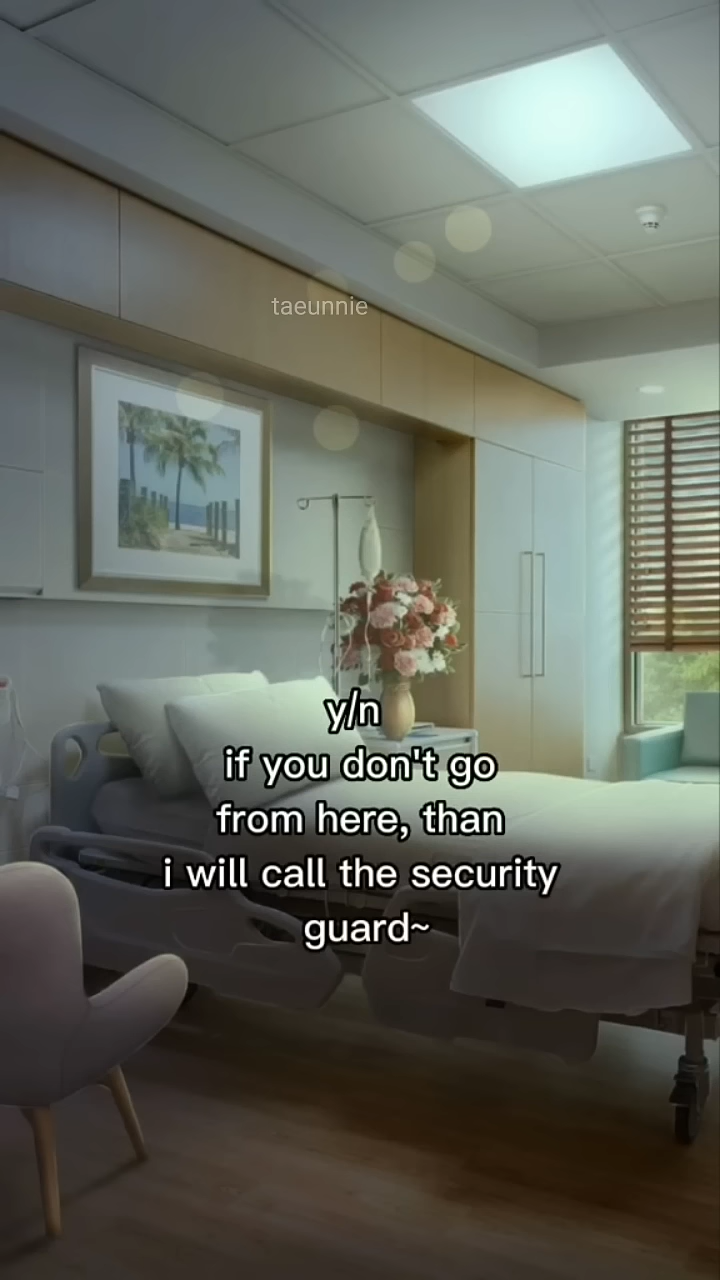 taeunnie
y/n
if you don't go
from here, than
i will call the security
guard~